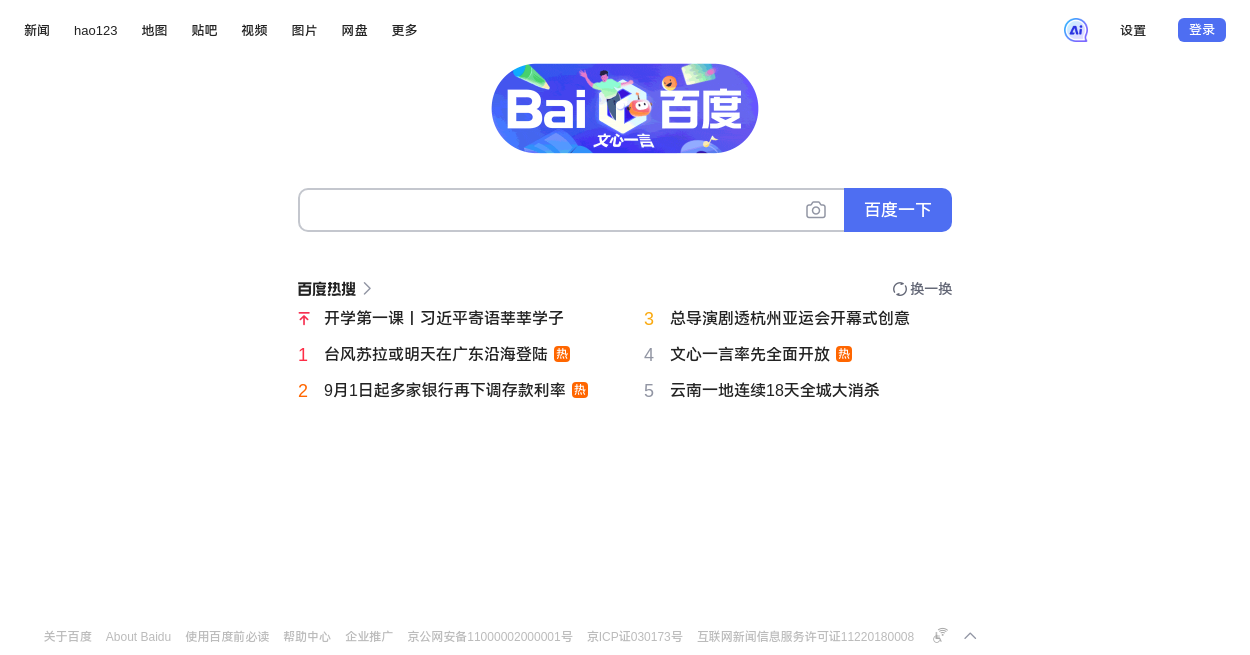 新闻 hao123 地图 贴吧 视频 图片 网盘 更多 Ai 设置 登录
Bai 百度
文心一言
百度一下
百度热搜 换一换
开学第一课丨习近平寄语莘莘学子
3 总导演剧透杭州亚运会开幕式创意
1 台风苏拉或明天在广东沿海登陆 热
4 文心一言率先全面开放 热
2 9月1日起多家银行再下调存款利率 热
5 云南一地连续18天全城大消杀
关于百度 About Baidu 使用百度前必读 帮助中心 企业推广 京公网安备11000002000001号 京ICP证030173号 互联网新闻信息服务许可证11220180008